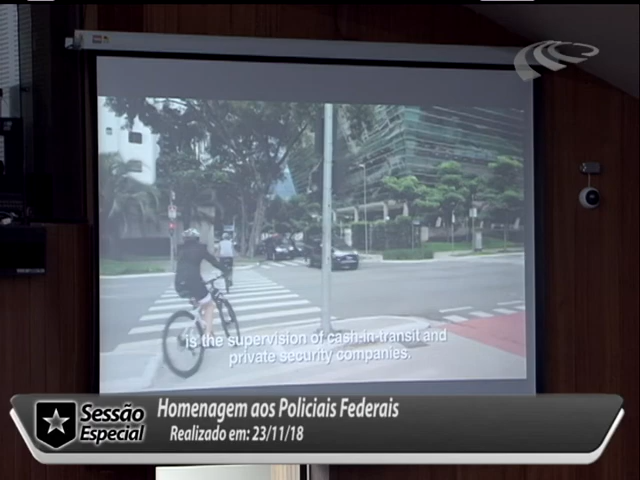 is the supervision of cash-in-transit and
private security companies.
Sessão
Especial
Homenagem aos Policiais Federais
Realizado em: 23/11/18